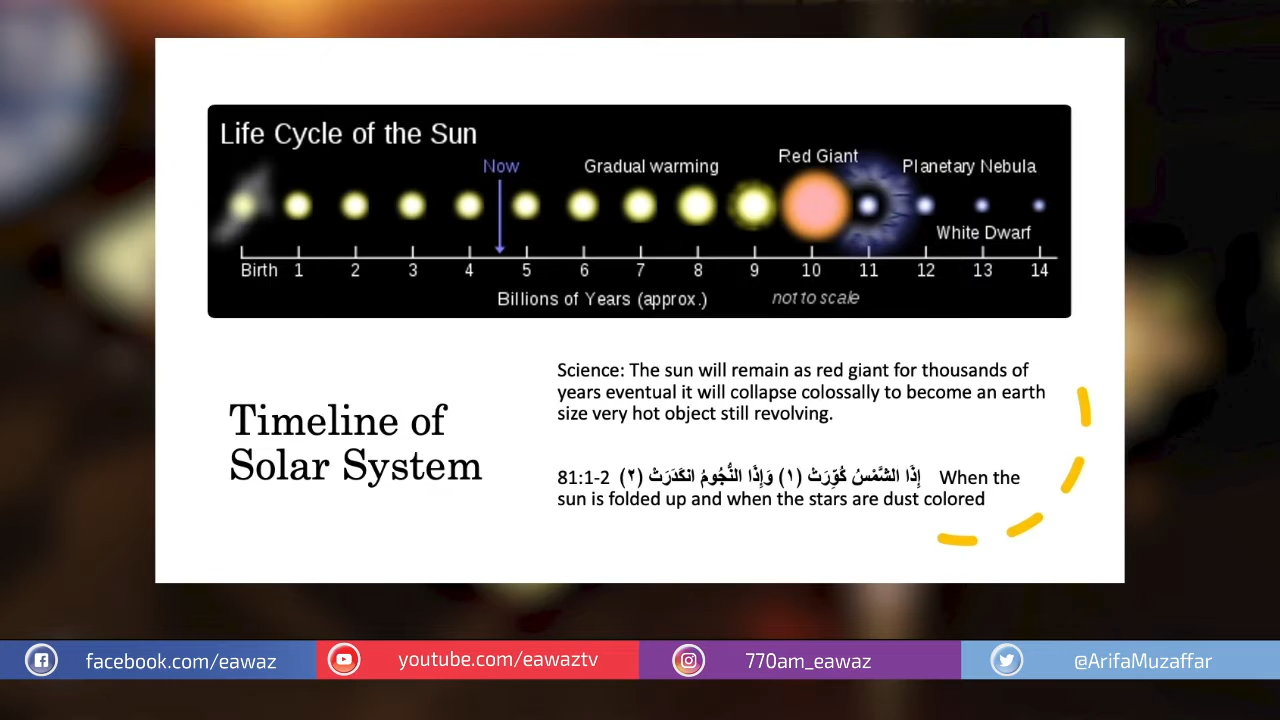 Life Cycle of the Sun
Now
Gradual warming
Red Giant
Planetary Nebula
White Dwarf
Birth 1 2 3 4 5 6 7 8 9 10 11 12 13 14
Billions of Years (approx.)
not to scale
Timeline of
Solar System
Science: The sun will remain as red giant for thousands of
years eventual it will collapse colossally to become an earth
size very hot object still revolving.
81:1-2 إِذَا الشَّمْسُ كُوِّرَتْ (١) وَإِذَا النُّجُومُ انكَدَرَتْ (٢) When the
sun is folded up and when the stars are dust colored
facebook.com/eawaz
youtube.com/eawaztv
770am_eawaz
@ArifaMuzaffar